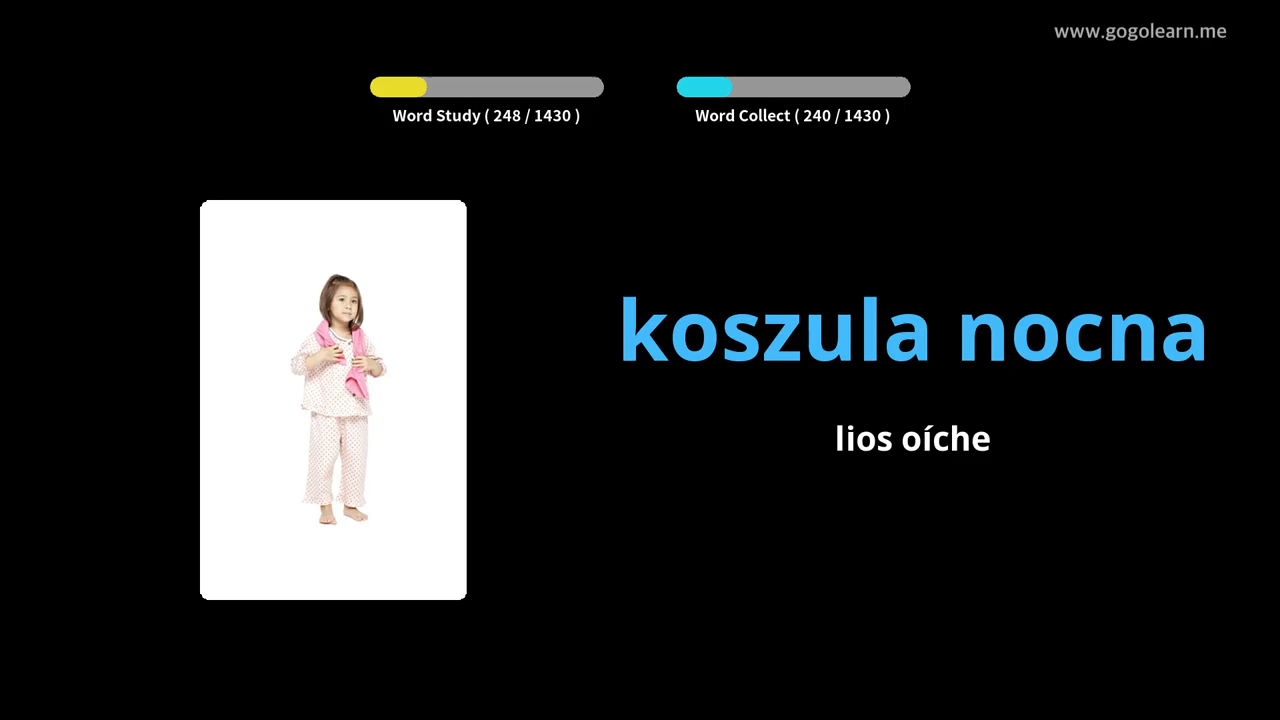 www.gogolearn.me
Word Study ( 248 / 1430 )
Word Collect ( 240 / 1430 )
koszula nocna
lios oíche